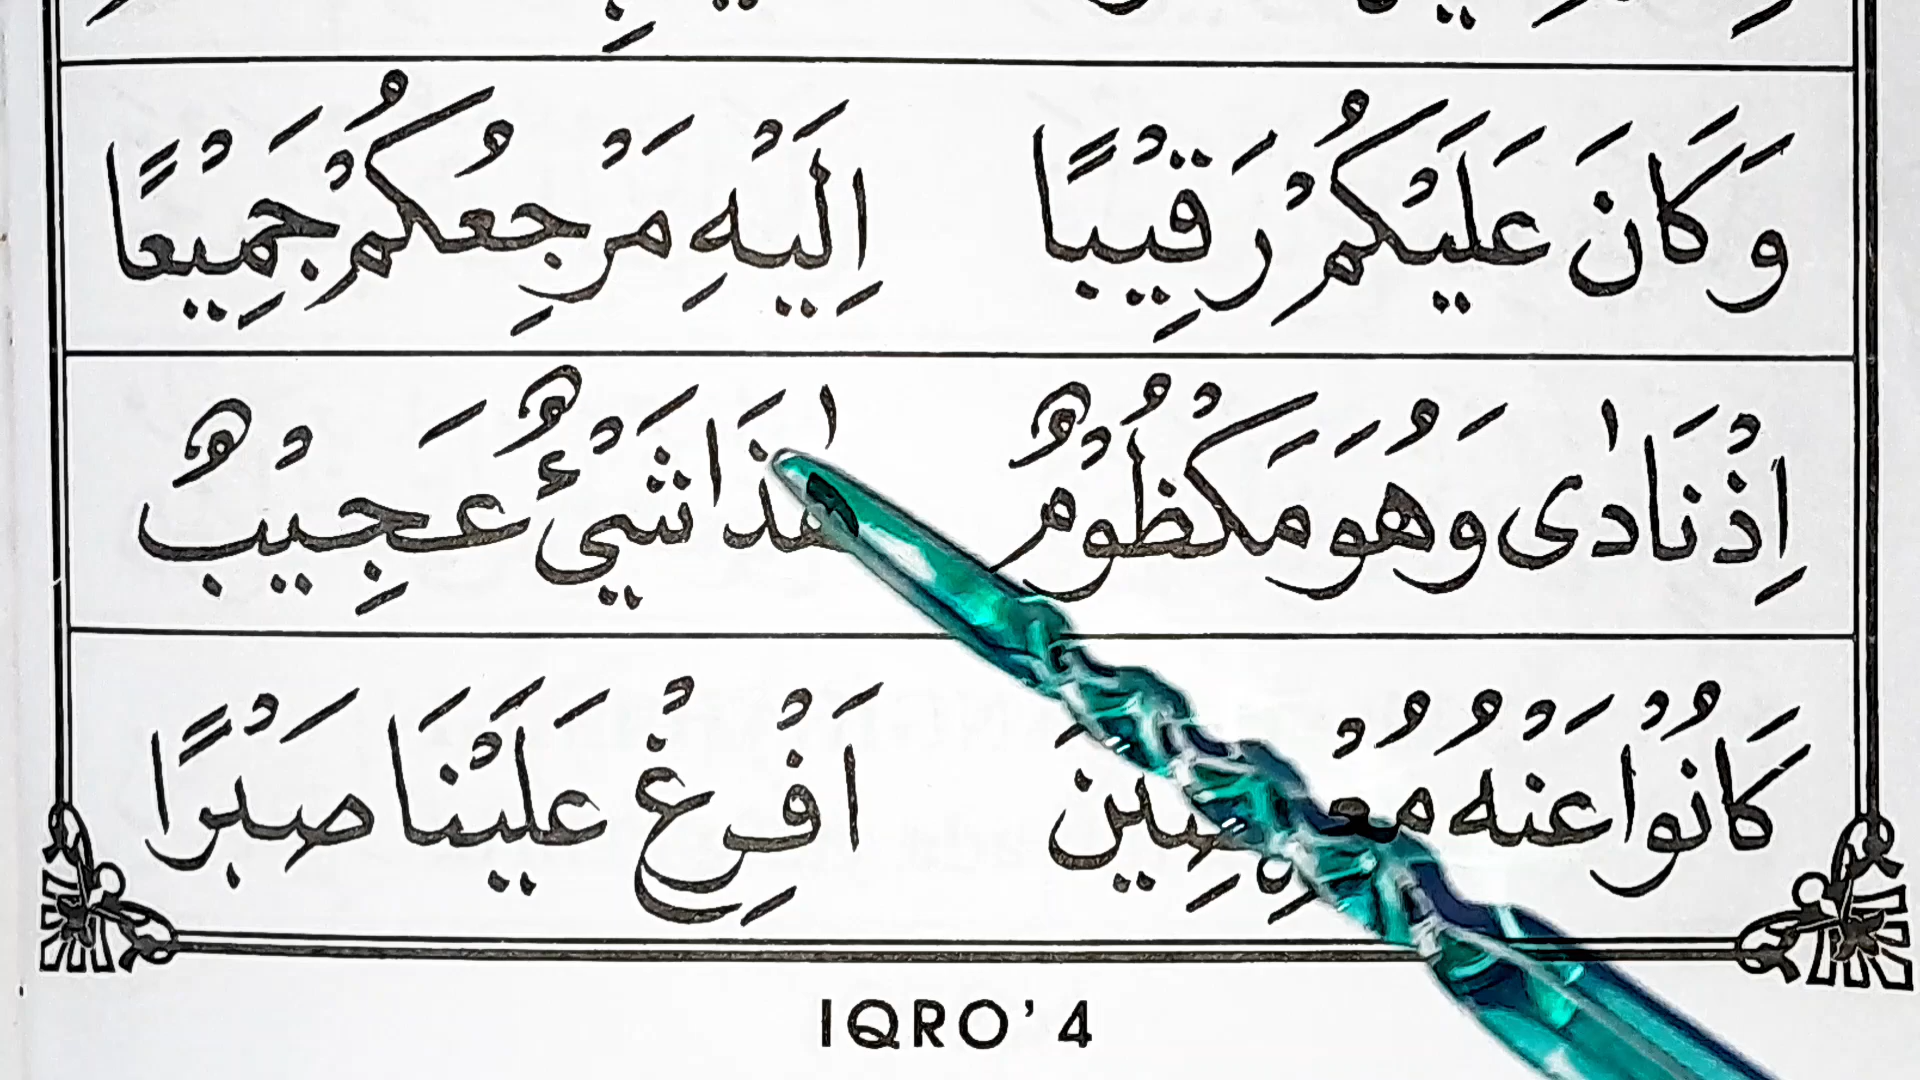 وَكَانَ عَلَيْكُمْ رَقِيْبًا اِلَيْهِ مَرْجِعُكُمْ جَمِيْعًا
اِذْنَادٰى وَهُوَ مَكْظُوْمٌ هٰذَا شَيْئٌ عَجِيْبٌ
كَانُوْا عَنْهُ اَفْرِغْ عَلَيْنَا صَبْرًا
IQRO’ 4